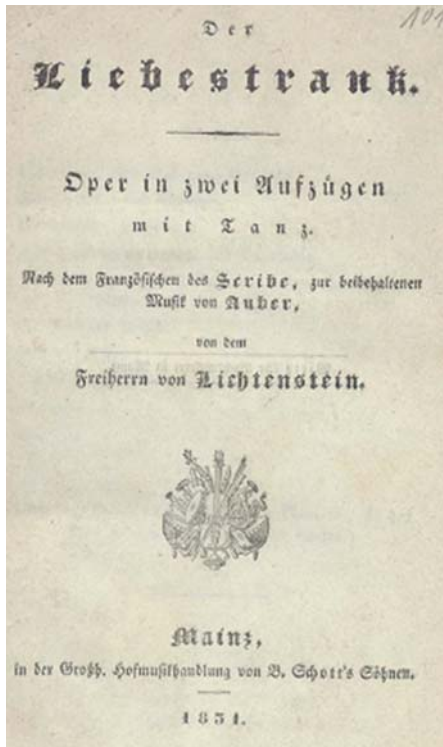 Der
Liebestrank.
Oper in zwei Aufzügen
mit Tanz.
Nach dem Französischen des Scribe, zur beibehaltenen
Musik von Auber,
von dem
Freiherrn von Lichtenstein.
Mainz,
in der Großh. Hofmusikhandlung von B. Schott's Söhnen.
1831.